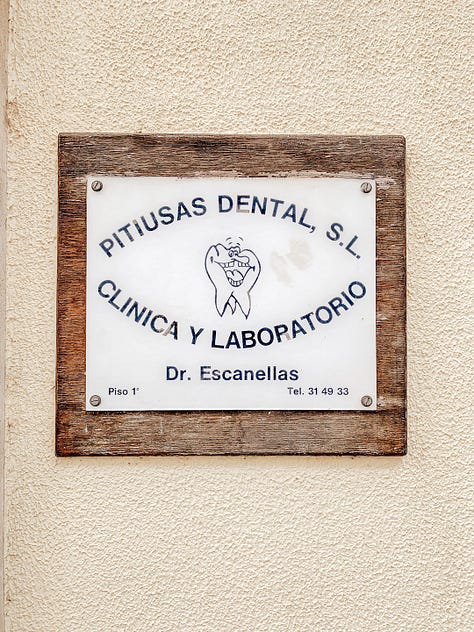 PITIUSAS DENTAL, S.L.
CLINICA Y LABORATORIO
Dr. Escanellas
Piso 1° Tel. 31 49 33